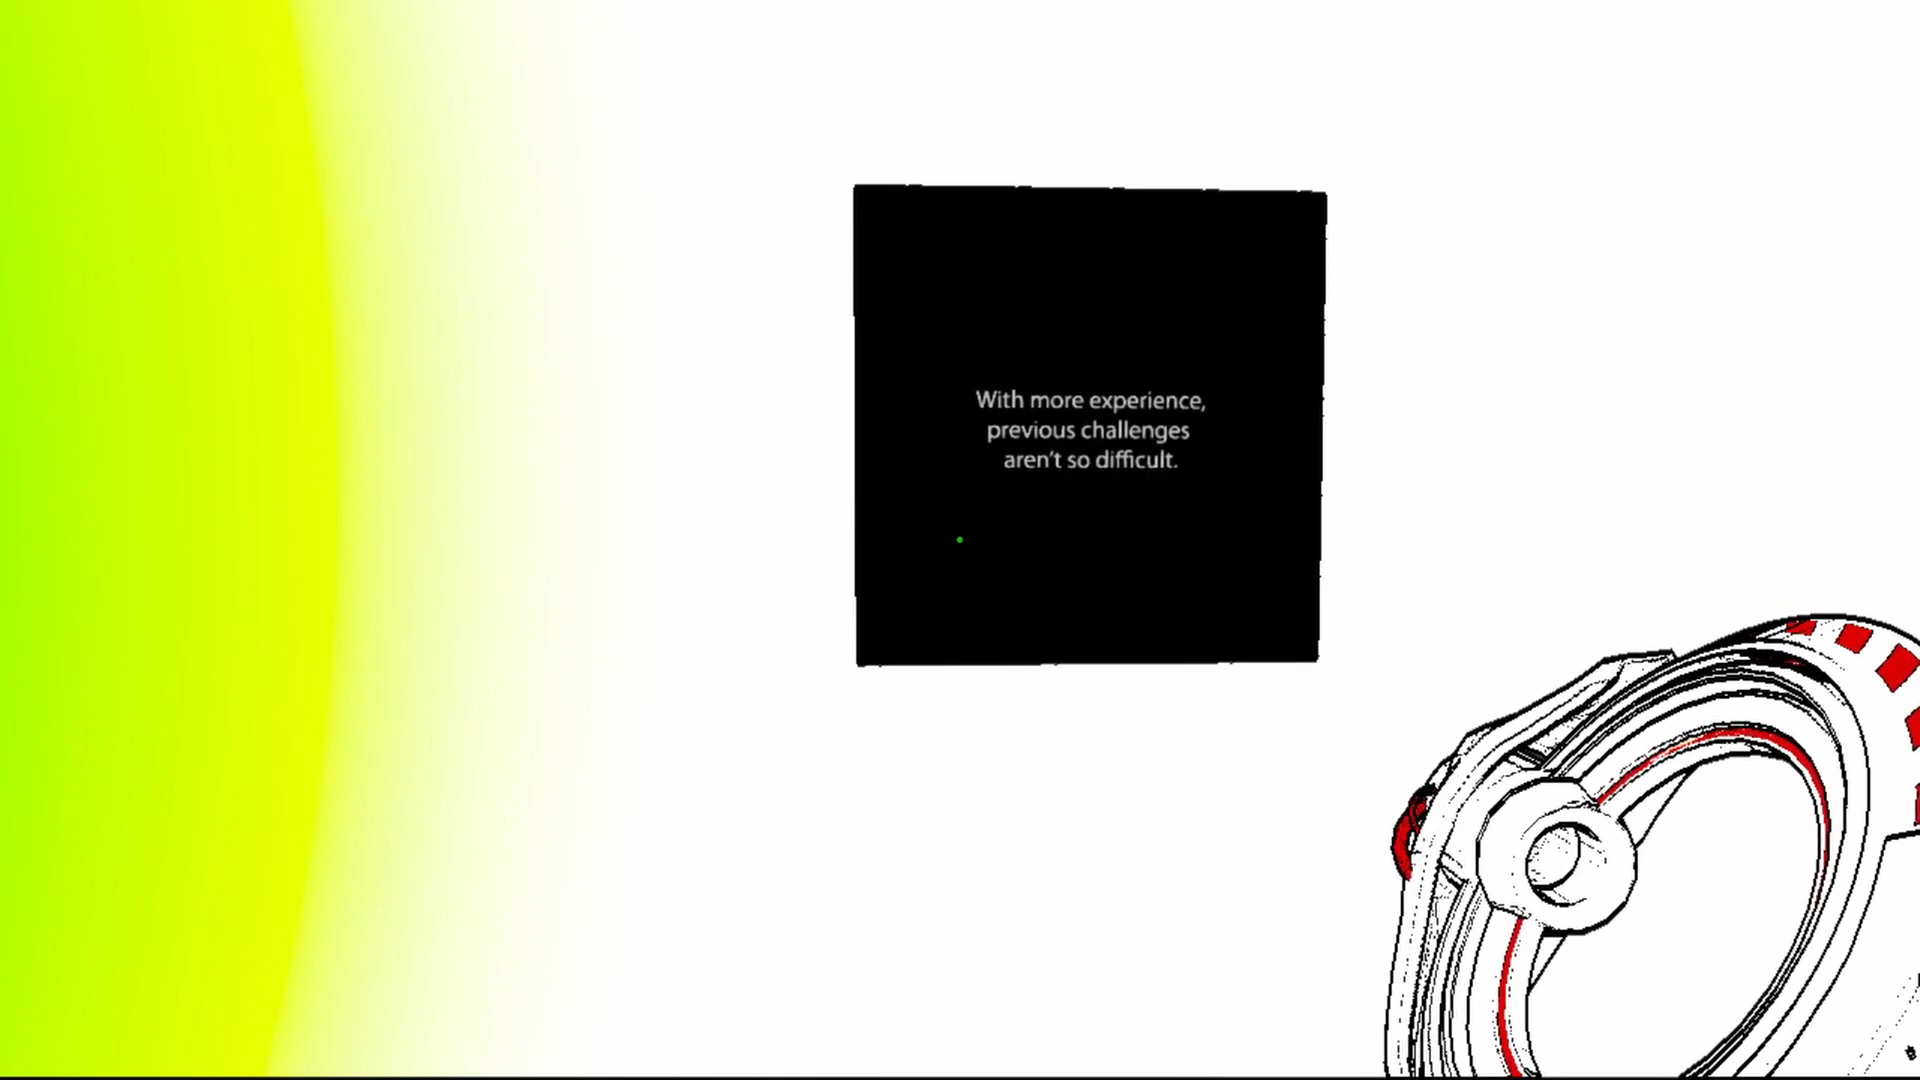 With more experience,
previous challenges
aren't so difficult.